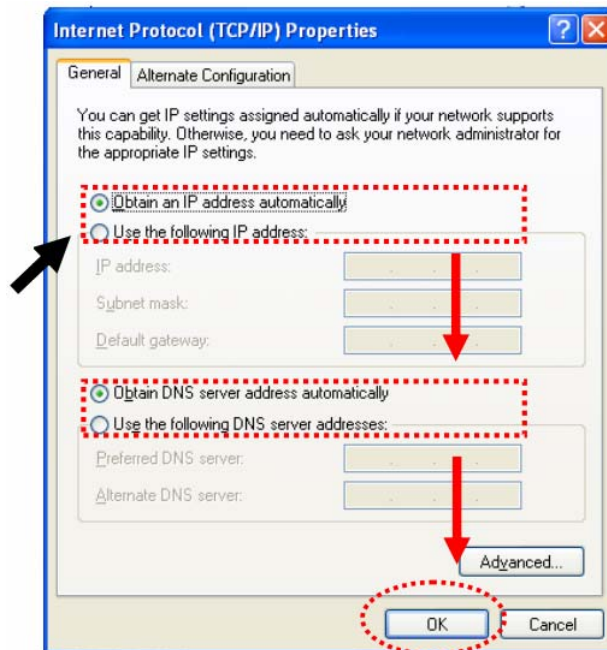 Internet Protocol (TCP/IP) Properties
General
Alternate Configuration
You can get IP settings assigned automatically if your network supports
this capability. Otherwise, you need to ask your network administrator for
the appropriate IP settings.
Obtain an IP address automatically
Use the following IP address:
IP address:
Subnet mask:
Default gateway:
Obtain DNS server address automatically
Use the following DNS server addresses:
Preferred DNS server:
Alternate DNS server:
Advanced...
OK
Cancel